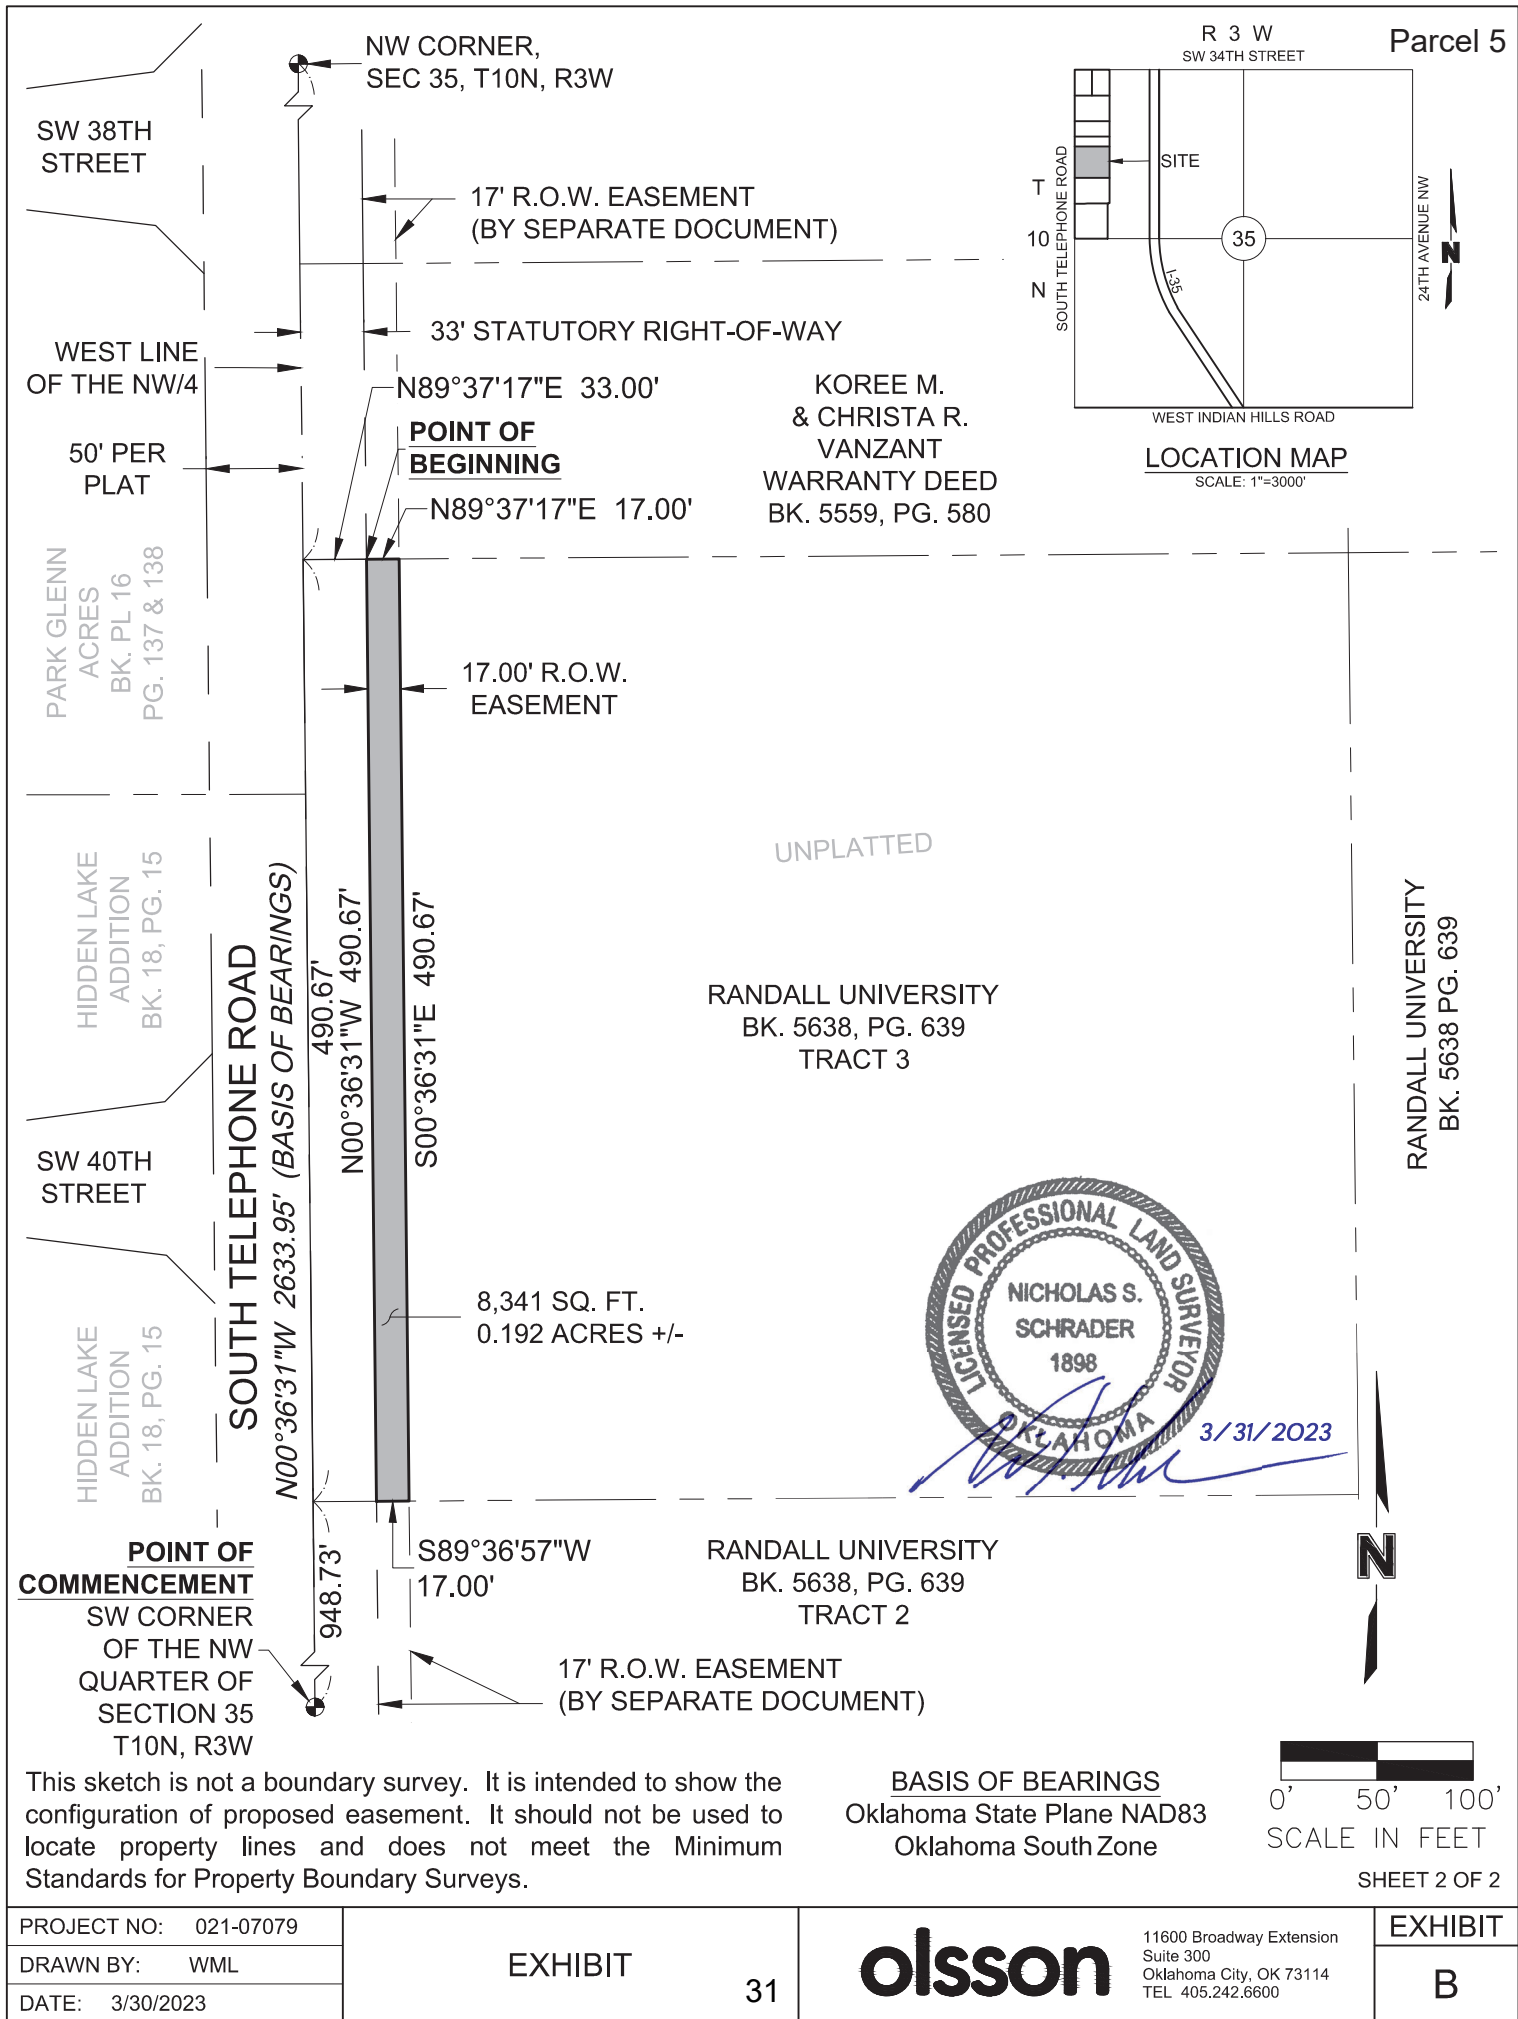 Parcel 5
NW CORNER,
SEC 35, T10N, R3W
R 3 W
SW 34TH STREET
SW 38TH
STREET
SITE
T
10
N
SOUTH TELEPHONE ROAD
35
I-35
24TH AVENUE NW
N
WEST INDIAN HILLS ROAD
LOCATION MAP
SCALE: 1"=3000'
17' R.O.W. EASEMENT
(BY SEPARATE DOCUMENT)
33' STATUTORY RIGHT-OF-WAY
WEST LINE
OF THE NW/4
N89°37'17"E 33.00'
POINT OF
BEGINNING
N89°37'17"E 17.00'
50' PER
PLAT
KOREE M.
& CHRISTA R.
VANZANT
WARRANTY DEED
BK. 5559, PG. 580
PARK GLENN
ACRES
BK. PL 16
PG. 137 & 138
17.00' R.O.W.
EASEMENT
UNPLATTED
HIDDEN LAKE
ADDITION
BK. 18, PG. 15
SOUTH TELEPHONE ROAD
N00°36'31"W 2633.95' (BASIS OF BEARINGS)
490.67'
N00°36'31"W 490.67'
S00°36'31"E 490.67'
RANDALL UNIVERSITY
BK. 5638, PG. 639
TRACT 3
RANDALL UNIVERSITY
BK. 5638 PG. 639
SW 40TH
STREET
8,341 SQ. FT.
0.192 ACRES +/-
HIDDEN LAKE
ADDITION
BK. 18, PG. 15
LICENSED PROFESSIONAL LAND SURVEYOR
NICHOLAS S.
SCHRADER
1898
OKLAHOMA
3/31/2023
POINT OF
COMMENCEMENT
SW CORNER
OF THE NW
QUARTER OF
SECTION 35
T10N, R3W
948.73'
S89°36'57"W
17.00'
RANDALL UNIVERSITY
BK. 5638, PG. 639
TRACT 2
N
17' R.O.W. EASEMENT
(BY SEPARATE DOCUMENT)
This sketch is not a boundary survey. It is intended to show the
configuration of proposed easement. It should not be used to
locate property lines and does not meet the Minimum
Standards for Property Boundary Surveys.
BASIS OF BEARINGS
Oklahoma State Plane NAD83
Oklahoma South Zone
0' 50' 100'
SCALE IN FEET
SHEET 2 OF 2
PROJECT NO: 021-07079
DRAWN BY: WML
DATE: 3/30/2023
EXHIBIT
31
olsson
11600 Broadway Extension
Suite 300
Oklahoma City, OK 73114
TEL 405.242.6600
EXHIBIT
B